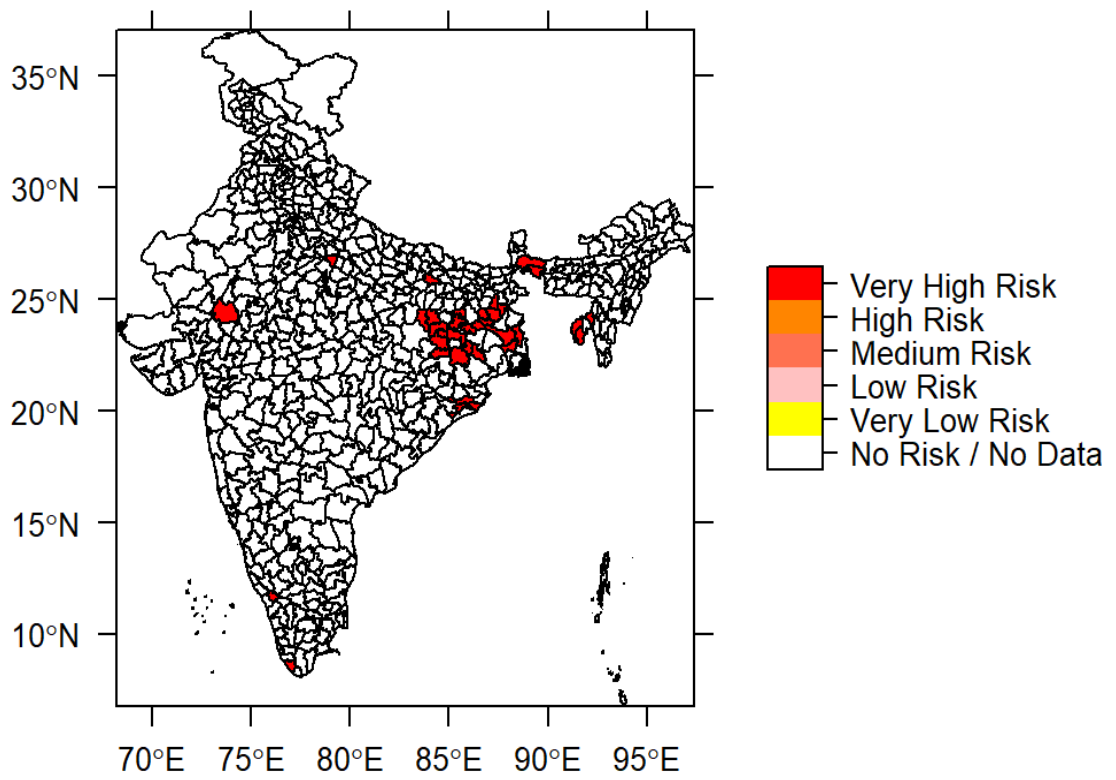 35°N
30°N
25°N
20°N
15°N
10°N
70°E 75°E 80°E 85°E 90°E 95°E
Very High Risk
High Risk
Medium Risk
Low Risk
Very Low Risk
No Risk / No Data